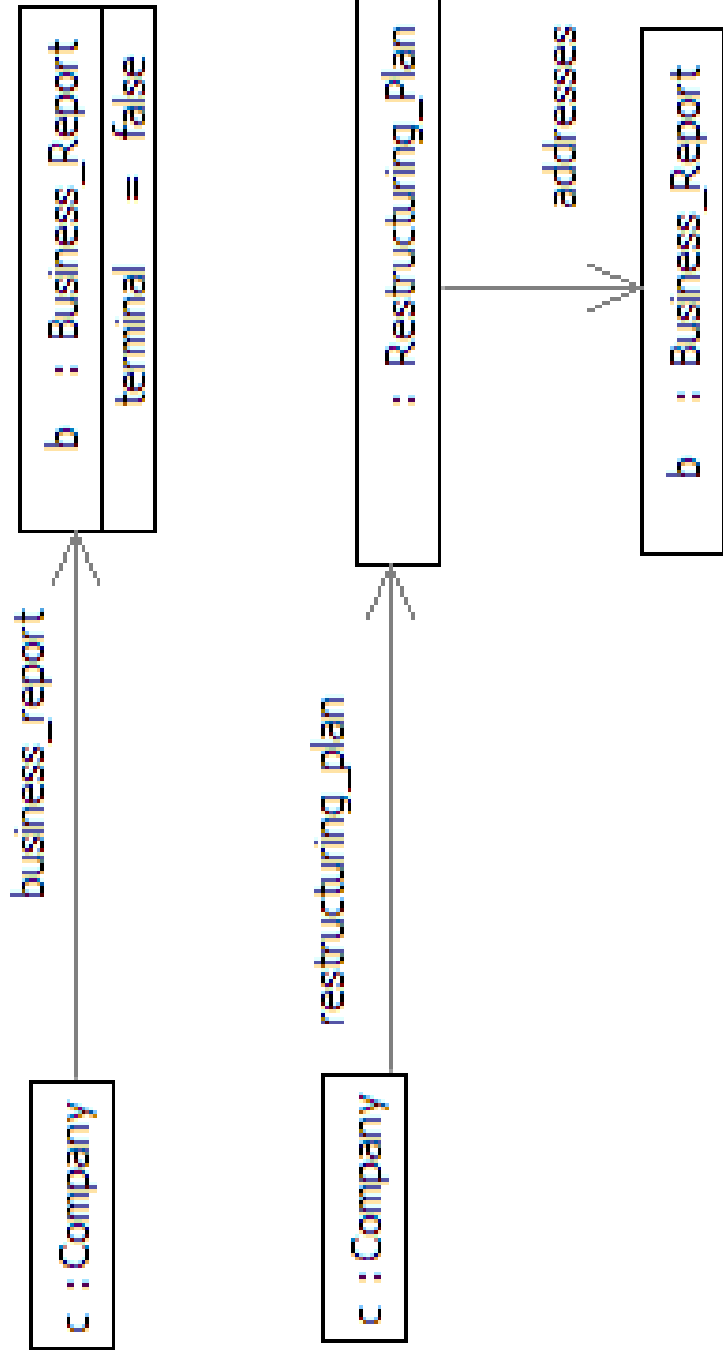 c :Company
business_report
b : Business_Report
terminal = false
c :Company
restructuring_plan
: Restructuring_Plan
addresses
b : Business_Report